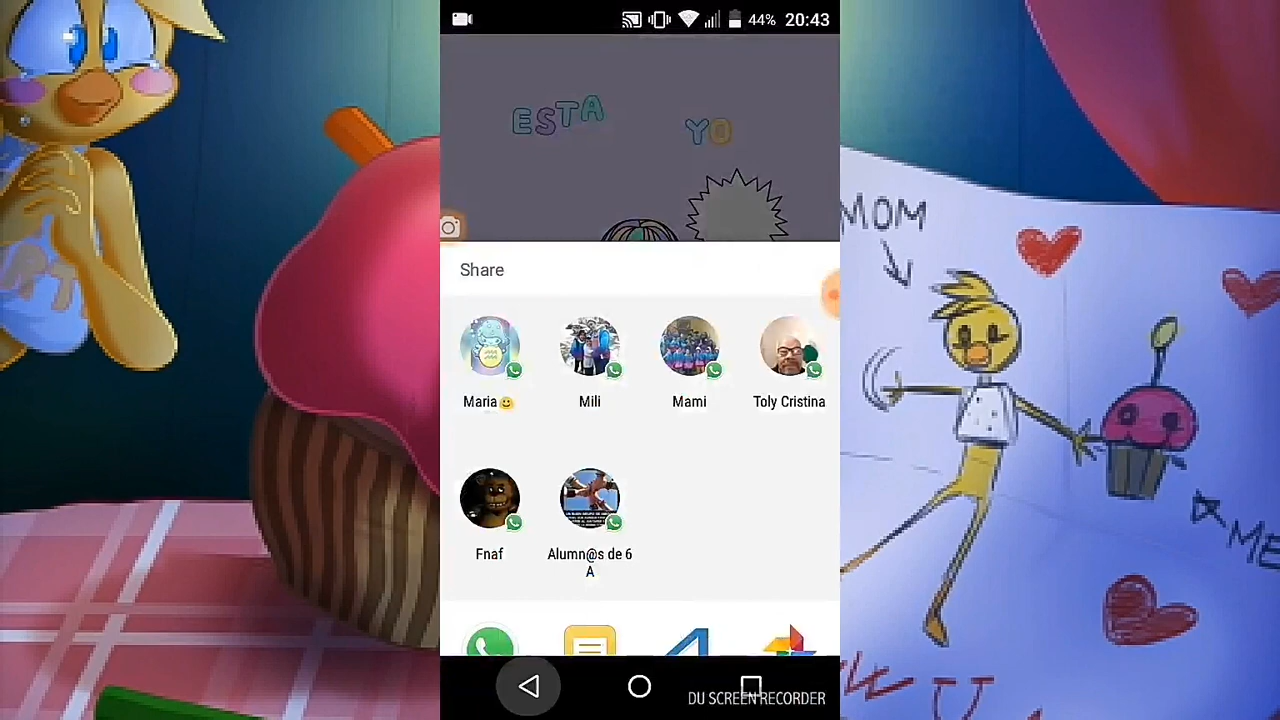 44% 20:43
ESTA YO
Share
Maria
Mili
Mami
Toly Cristina
Fnaf
Alumn@s de 6
A
DU SCREEN RECORDER
MOM
ME